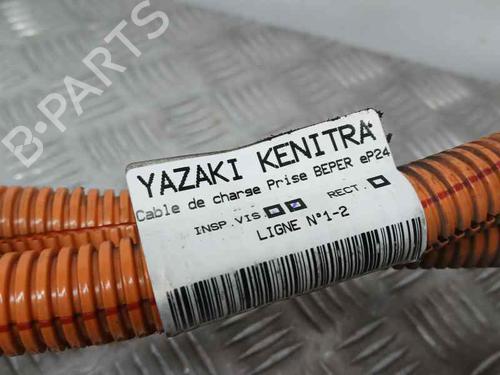 B-PARTS
YAZAKI KENITRA
Cable de charge Prise BEPER eP24
INSP.VIS RECT.
LIGNE N°1-2